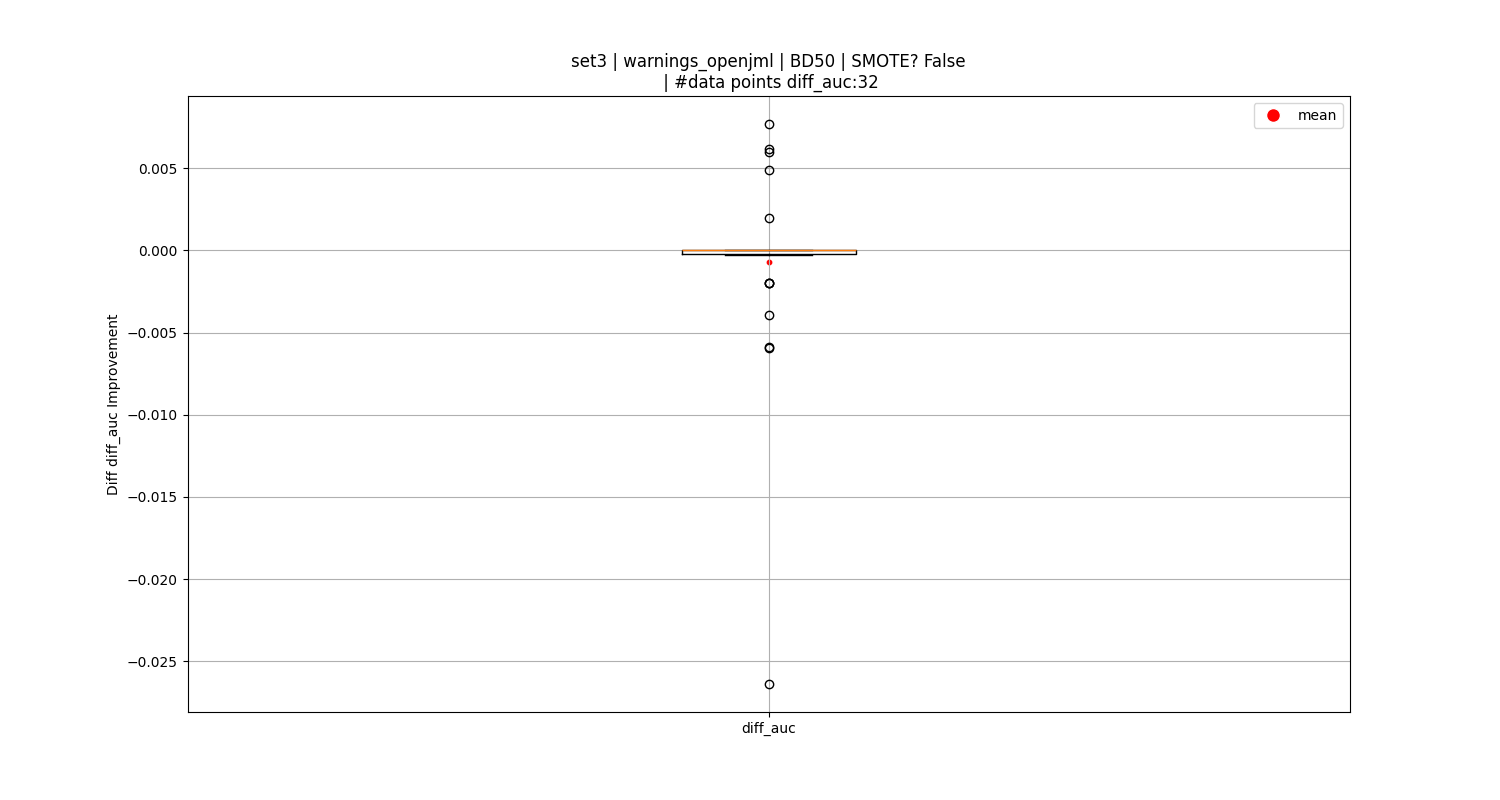 set3 | warnings_openjml | BD50 | SMOTE? False
| #data points diff_auc:32
mean
0.005
0.000
−0.005
−0.010
−0.015
−0.020
−0.025
Diff diff_auc Improvement
diff_auc